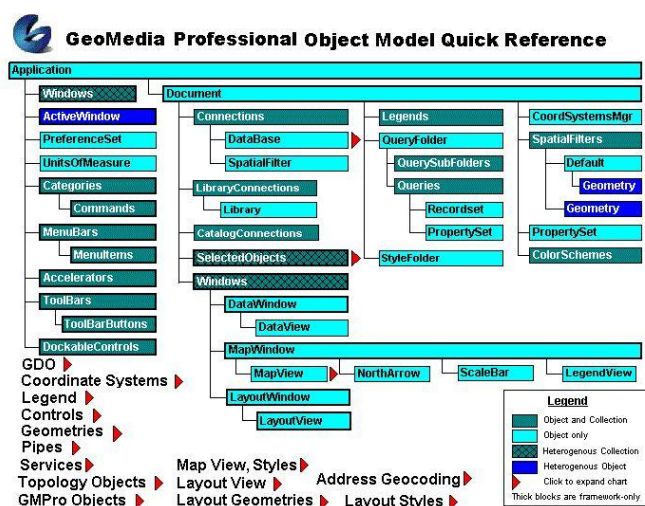 GeoMedia Professional Object Model Quick Reference
Application
Windows
Document
ActiveWindow
Connections
Legends
CoordSystemsMgr
PreferenceSet
DataBase
QueryFolder
SpatialFilters
UnitsOfMeasure
SpatialFilter
QuerySubFolders
Default
Categories
LibraryConnections
Queries
Geometry
Commands
Library
Recordset
Geometry
MenuBars
CatalogConnections
PropertySet
PropertySet
MenuItems
SelectedObjects
StyleFolder
ColorSchemes
Accelerators
Windows
ToolBars
DataWindow
ToolBarButtons
DataView
DockableControls
MapWindow
MapView
NorthArrow
ScaleBar
LegendView
LayoutWindow
LayoutView
GDO
Coordinate Systems
Legend
Controls
Geometries
Pipes
Services
Topology Objects
GMPro Objects
Map View, Styles
Layout View
Layout Geometries
Address Geocoding
Layout Styles
Legend
Object and Collection
Object only
Heterogenous Collection
Heterogenous Object
Click to expand chart
Thick blocks are framework-only